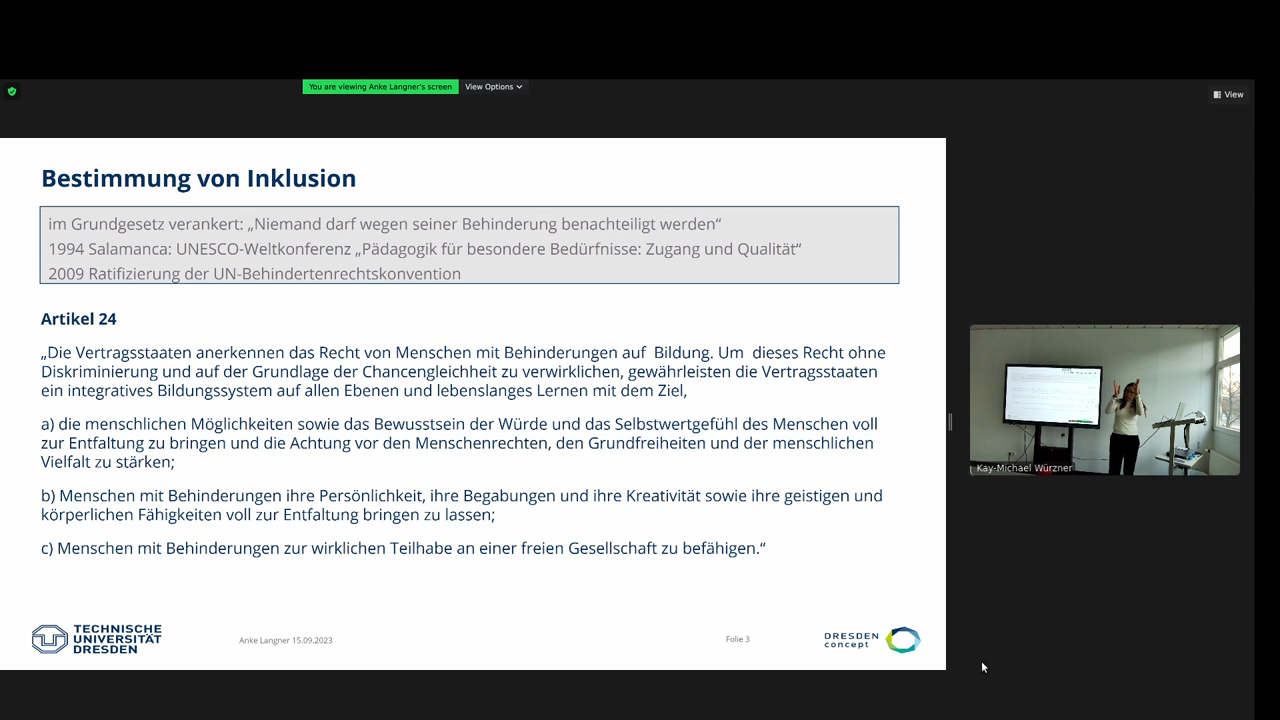 You are viewing Anke Langner's screen
View Options
View
Bestimmung von Inklusion
im Grundgesetz verankert: „Niemand darf wegen seiner Behinderung benachteiligt werden“
1994 Salamanca: UNESCO-Weltkonferenz „Pädagogik für besondere Bedürfnisse: Zugang und Qualität“
2009 Ratifizierung der UN-Behindertenrechtskonvention
Artikel 24
„Die Vertragsstaaten anerkennen das Recht von Menschen mit Behinderungen auf  Bildung. Um  dieses Recht ohne
Diskriminierung und auf der Grundlage der Chancengleichheit zu verwirklichen, gewährleisten die Vertragsstaaten
ein integratives Bildungssystem auf allen Ebenen und lebenslanges Lernen mit dem Ziel,
a) die menschlichen Möglichkeiten sowie das Bewusstsein der Würde und das Selbstwertgefühl des Menschen voll
zur Entfaltung zu bringen und die Achtung vor den Menschenrechten, den Grundfreiheiten und der menschlichen
Vielfalt zu stärken;
b) Menschen mit Behinderungen ihre Persönlichkeit, ihre Begabungen und ihre Kreativität sowie ihre geistigen und
körperlichen Fähigkeiten voll zur Entfaltung bringen zu lassen;
c) Menschen mit Behinderungen zur wirklichen Teilhabe an einer freien Gesellschaft zu befähigen.“
TECHNISCHE
UNIVERSITÄT
DRESDEN
Anke Langner 15.09.2023
Folie 3
DRESDEN
concept
Kay-Michael Würzner